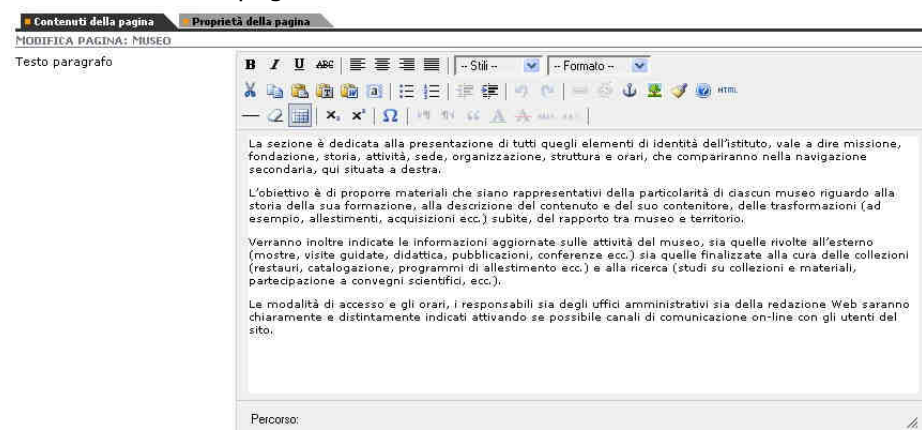 Contenuti della pagina Proprietà della pagina
MODIFICA PAGINA: MUSEO
Testo paragrafo
B I U ABC -- Stili -- -- Formato --
HTML
La sezione è dedicata alla presentazione di tutti quegli elementi di identità dell'istituto, vale a dire missione,
fondazione, storia, attività, sede, organizzazione, struttura e orari, che compariranno nella navigazione
secondaria, qui situata a destra.
L'obiettivo è di proporre materiali che siano rappresentativi della particolarità di ciascun museo riguardo alla
storia della sua formazione, alla descrizione del contenuto e del suo contenitore, delle trasformazioni (ad
esempio, allestimenti, acquisizioni ecc.) subìte, del rapporto tra museo e territorio.
Verranno inoltre indicate le informazioni aggiornate sulle attività del museo, sia quelle rivolte all'esterno
(mostre, visite guidate, didattica, pubblicazioni, conferenze ecc.) sia quelle finalizzate alla cura delle collezioni
(restauri, catalogazione, programmi di allestimento ecc.) e alla ricerca (studi su collezioni e materiali,
partecipazione a convegni scientifici, ecc.).
Le modalità di accesso e gli orari, i responsabili sia degli uffici amministrativi sia della redazione Web saranno
chiaramente e distintamente indicati attivando se possibile canali di comunicazione on-line con gli utenti del
sito.
Percorso: